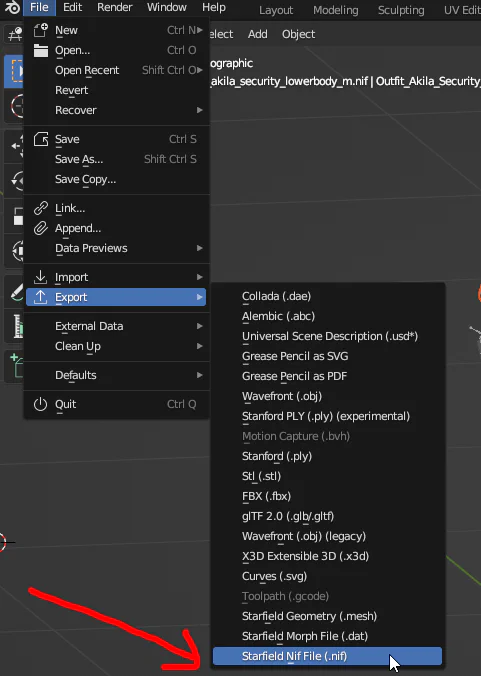 File Edit Render Window Help Layout Modeling Sculpting UV Edit
New Ctrl N
Open... Ctrl O
Open Recent Shift Ctrl O
Revert
Recover
Save Ctrl S
Save As... Shift Ctrl S
Save Copy...
Link...
Append...
Data Previews
Import
Export
External Data
Clean Up
Defaults
Quit Ctrl Q
elect Add Object
ographic
akila_security_lowerbody_m.nif | Outfit_Akila_Security_
Collada (.dae)
Alembic (.abc)
Universal Scene Description (.usd*)
Grease Pencil as SVG
Grease Pencil as PDF
Wavefront (.obj)
Stanford PLY (.ply) (experimental)
Motion Capture (.bvh)
Stanford (.ply)
Stl (.stl)
FBX (.fbx)
glTF 2.0 (.glb/.gltf)
Wavefront (.obj) (legacy)
X3D Extensible 3D (.x3d)
Curves (.svg)
Toolpath (.gcode)
Starfield Geometry (.mesh)
Starfield Morph File (.dat)
Starfield Nif File (.nif)